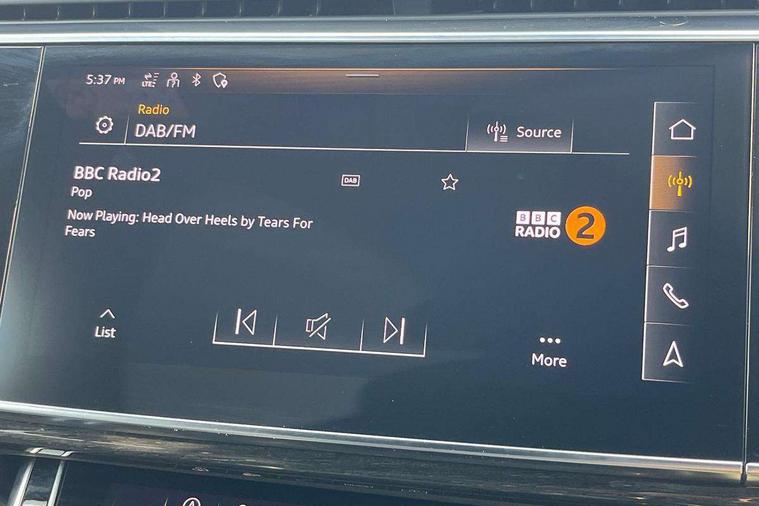 5:37 PM LTE
Radio
DAB/FM
Source
BBC Radio2
DAB
Pop
Now Playing: Head Over Heels by Tears For
Fears
BBC
RADIO 2
List
More